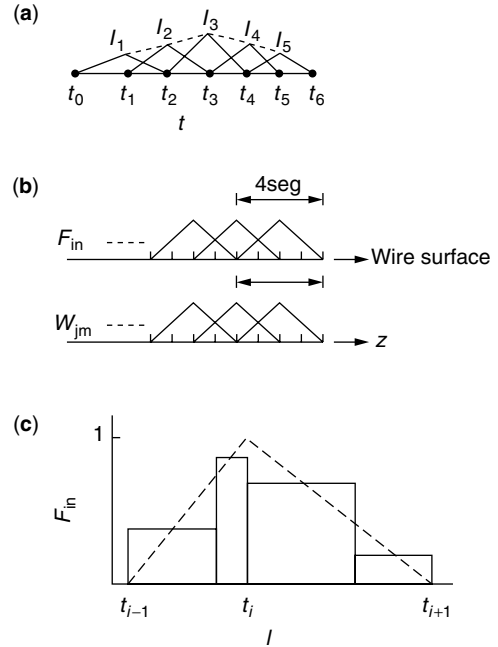 (a)
I1 I2 I3 I4 I5
t0 t1 t2 t3 t4 t5 t6
t
(b)
4seg
Fin
Wire surface
Wjm
z
(c)
1
Fin
ti−1 ti ti+1
l